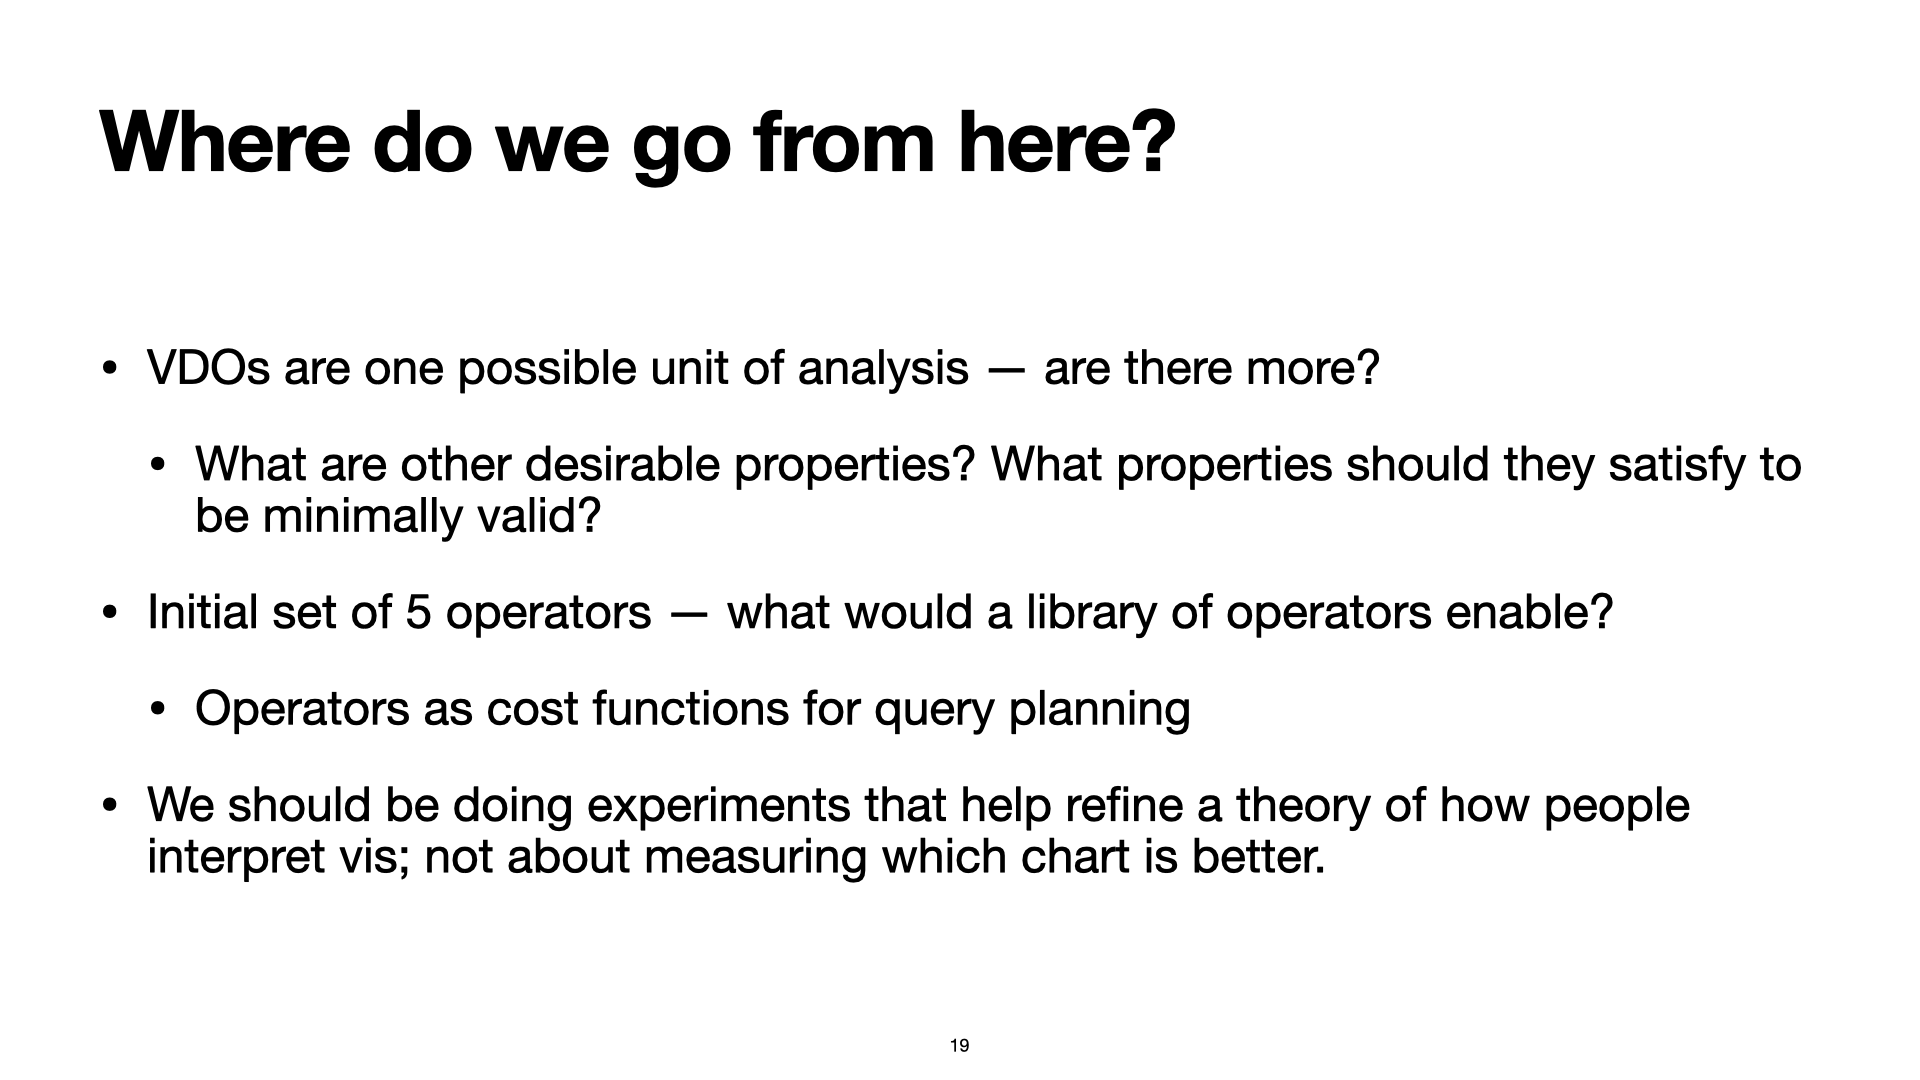 Where do we go from here?
• VDOs are one possible unit of analysis — are there more?
• What are other desirable properties? What properties should they satisfy to
be minimally valid?
• Initial set of 5 operators — what would a library of operators enable?
• Operators as cost functions for query planning
• We should be doing experiments that help refine a theory of how people
interpret vis; not about measuring which chart is better.
19